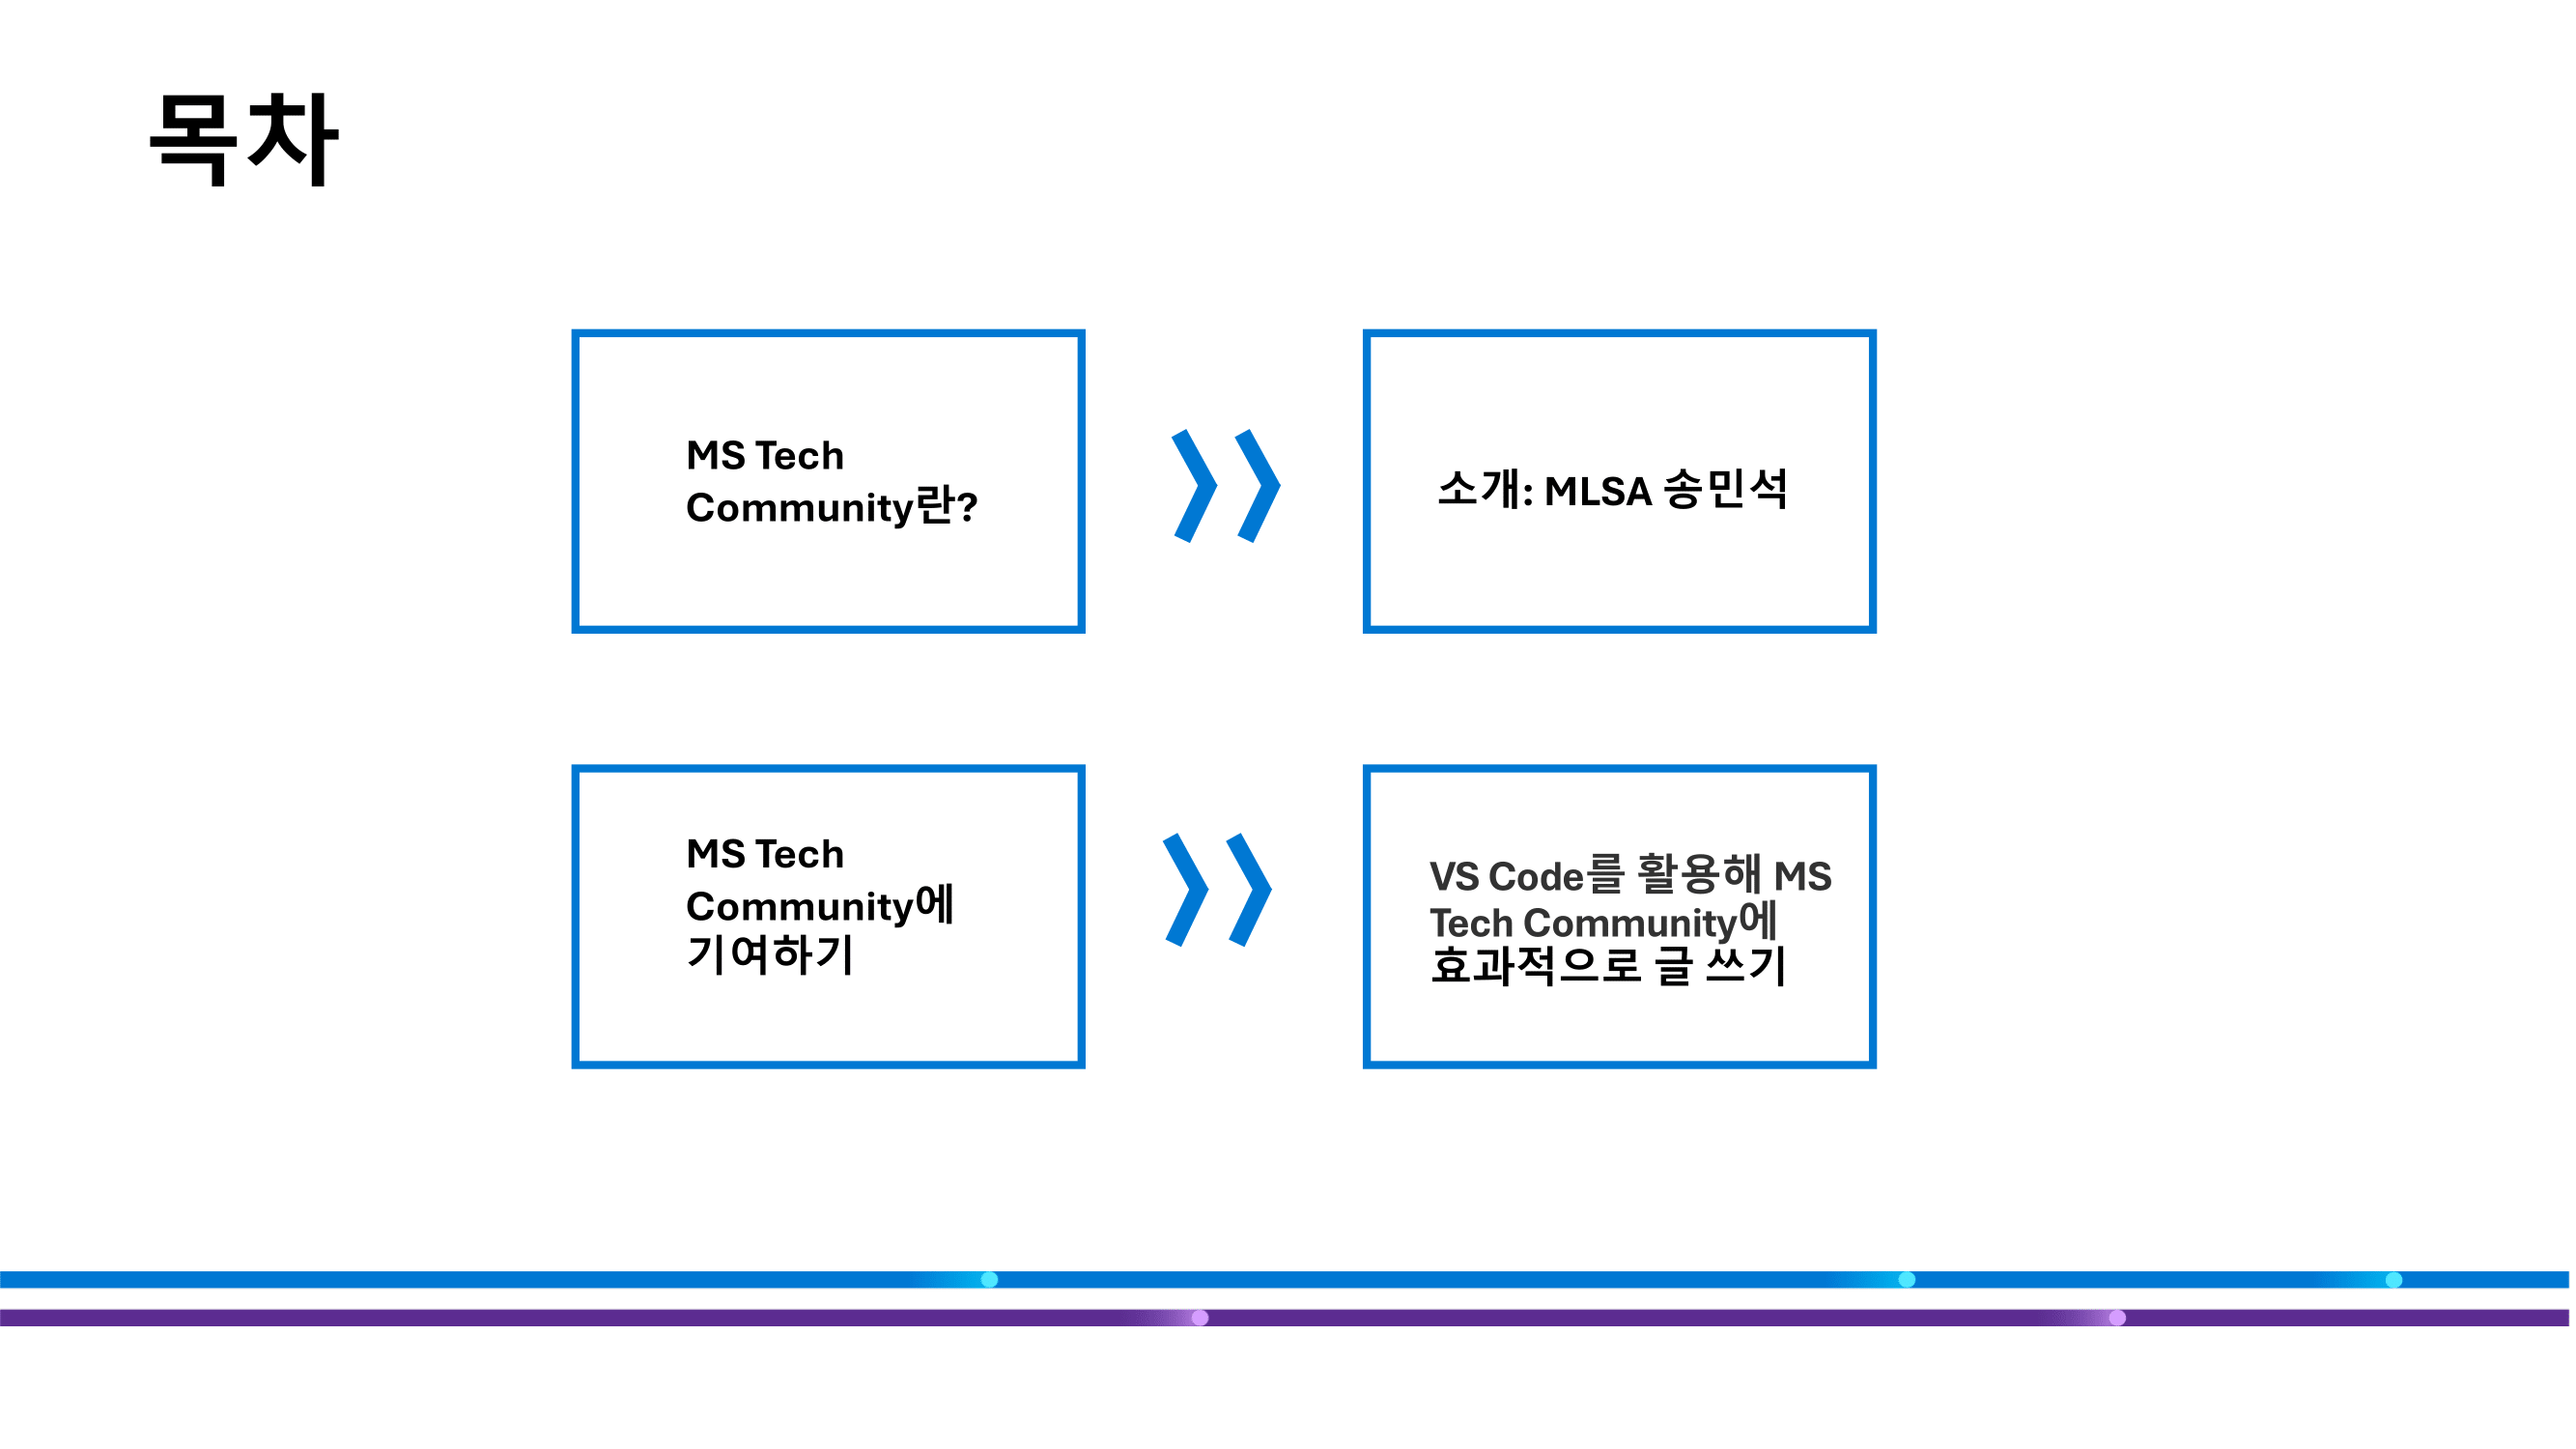 목차
MS Tech
Community란?
소개: MLSA 송민석
MS Tech
Community에
기여하기
VS Code를 활용해 MS
Tech Community에
효과적으로 글 쓰기